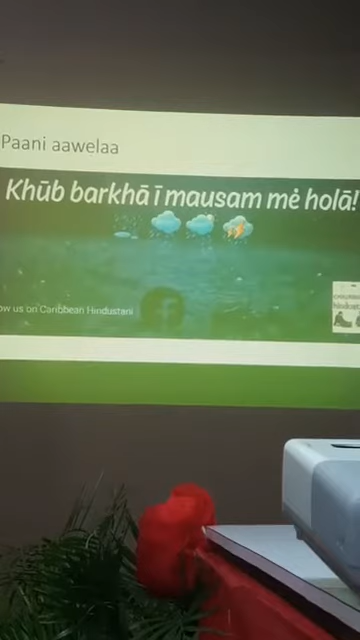 Paani aawelaa
Khūb barkhā ī mausam mė holā!
ow us on Caribbean Hindustani